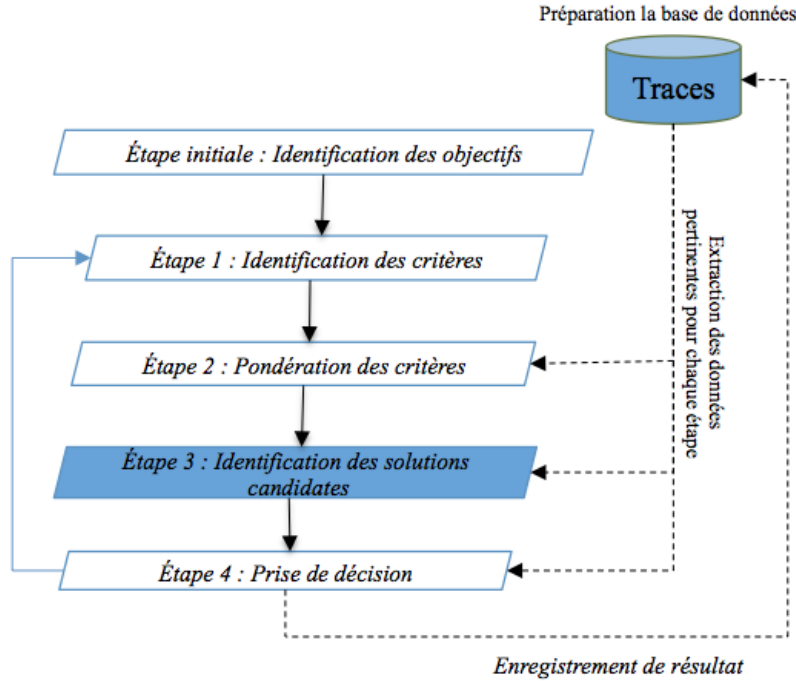 Préparation la base de données
Traces
Étape initiale : Identification des objectifs
Étape 1 : Identification des critères
Extraction des données
pertinentes pour chaque étape
Étape 2 : Pondération des critères
Étape 3 : Identification des solutions
candidates
Étape 4 : Prise de décision
Enregistrement de résultat